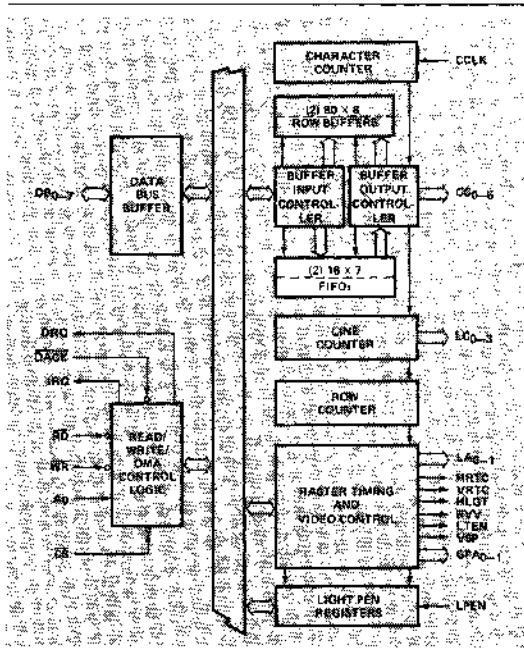 CHARACTER
COUNTER
CCLK
(2) 80 X 8
ROW BUFFERS
DATA
BUS
BUFFER
DB0-7
BUFFER
INPUT
CONTROL-
LER
BUFFER
OUTPUT
CONTROL-
LER
CC0-6
(2) 16 X 7
FIFOs
DRQ
DACK
IRQ
LINE
COUNTER
LC0-3
ROW
COUNTER
RD
WR
A0
CS
READ/
WRITE/
DMA
CONTROL
LOGIC
RASTER TIMING
AND
VIDEO CONTROL
LA0-1
HRTC
VRTC
HLGT
RVV
LTEN
VSP
GPA0-1
LIGHT PEN
REGISTERS
LPEN